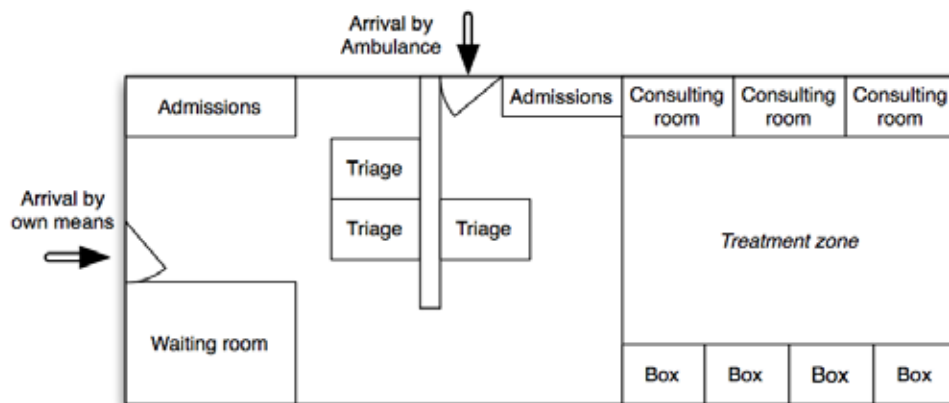 Arrival by
Ambulance
Admissions
Admissions
Consulting
room
Consulting
room
Consulting
room
Triage
Arrival by
own means
Triage
Triage
Treatment zone
Waiting room
Box
Box
Box
Box